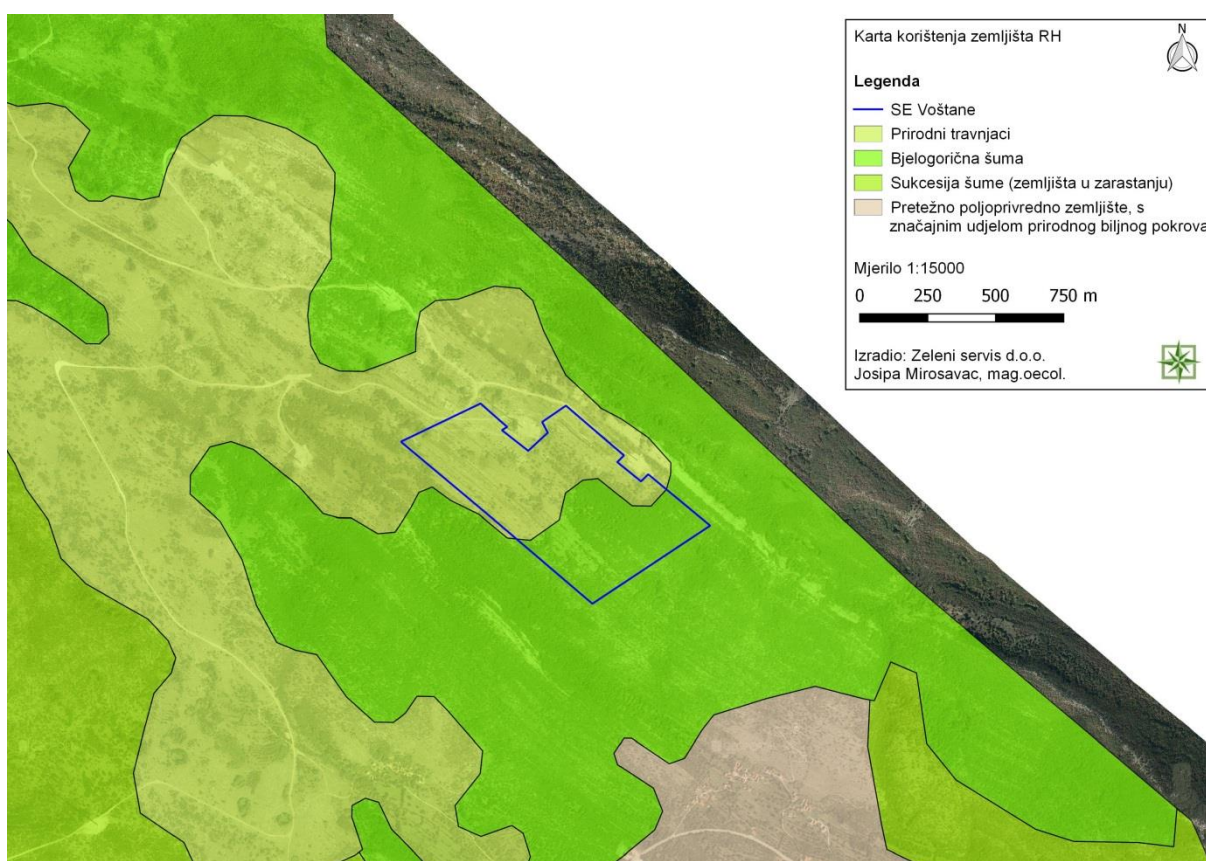 Karta korištenja zemljišta RH
N
Legenda
SE Voštane
Prirodni travnjaci
Bjelogorična šuma
Sukcesija šume (zemljišta u zarastanju)
Pretežno poljoprivredno zemljište, s
značajnim udjelom prirodnog biljnog pokrova
Mjerilo 1:15000
0 250 500 750 m
Izradio: Zeleni servis d.o.o.
Josipa Mirosavac, mag.oecol.